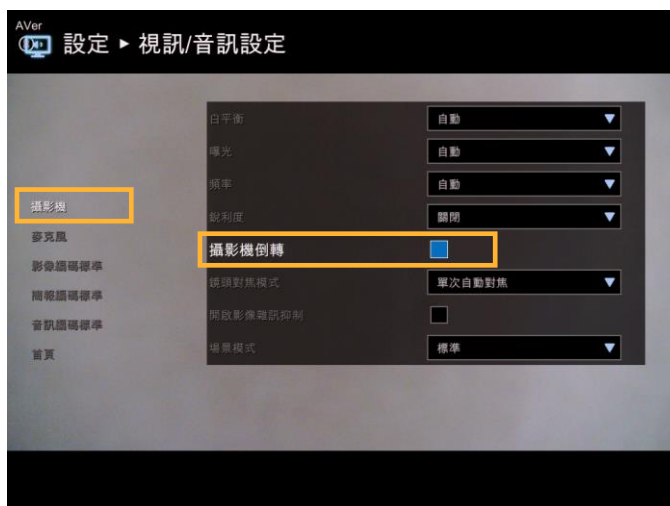 AVer
設定 ▸ 視訊/音訊設定
白平衡 自動
曝光 自動
頻率 自動
攝影機
銳利度 關閉
麥克風
攝影機倒轉
影像編碼標準
鏡頭對焦模式 單次自動對焦
簡報編碼標準
開啟影像雜訊抑制
音訊編碼標準
場景模式 標準
首頁